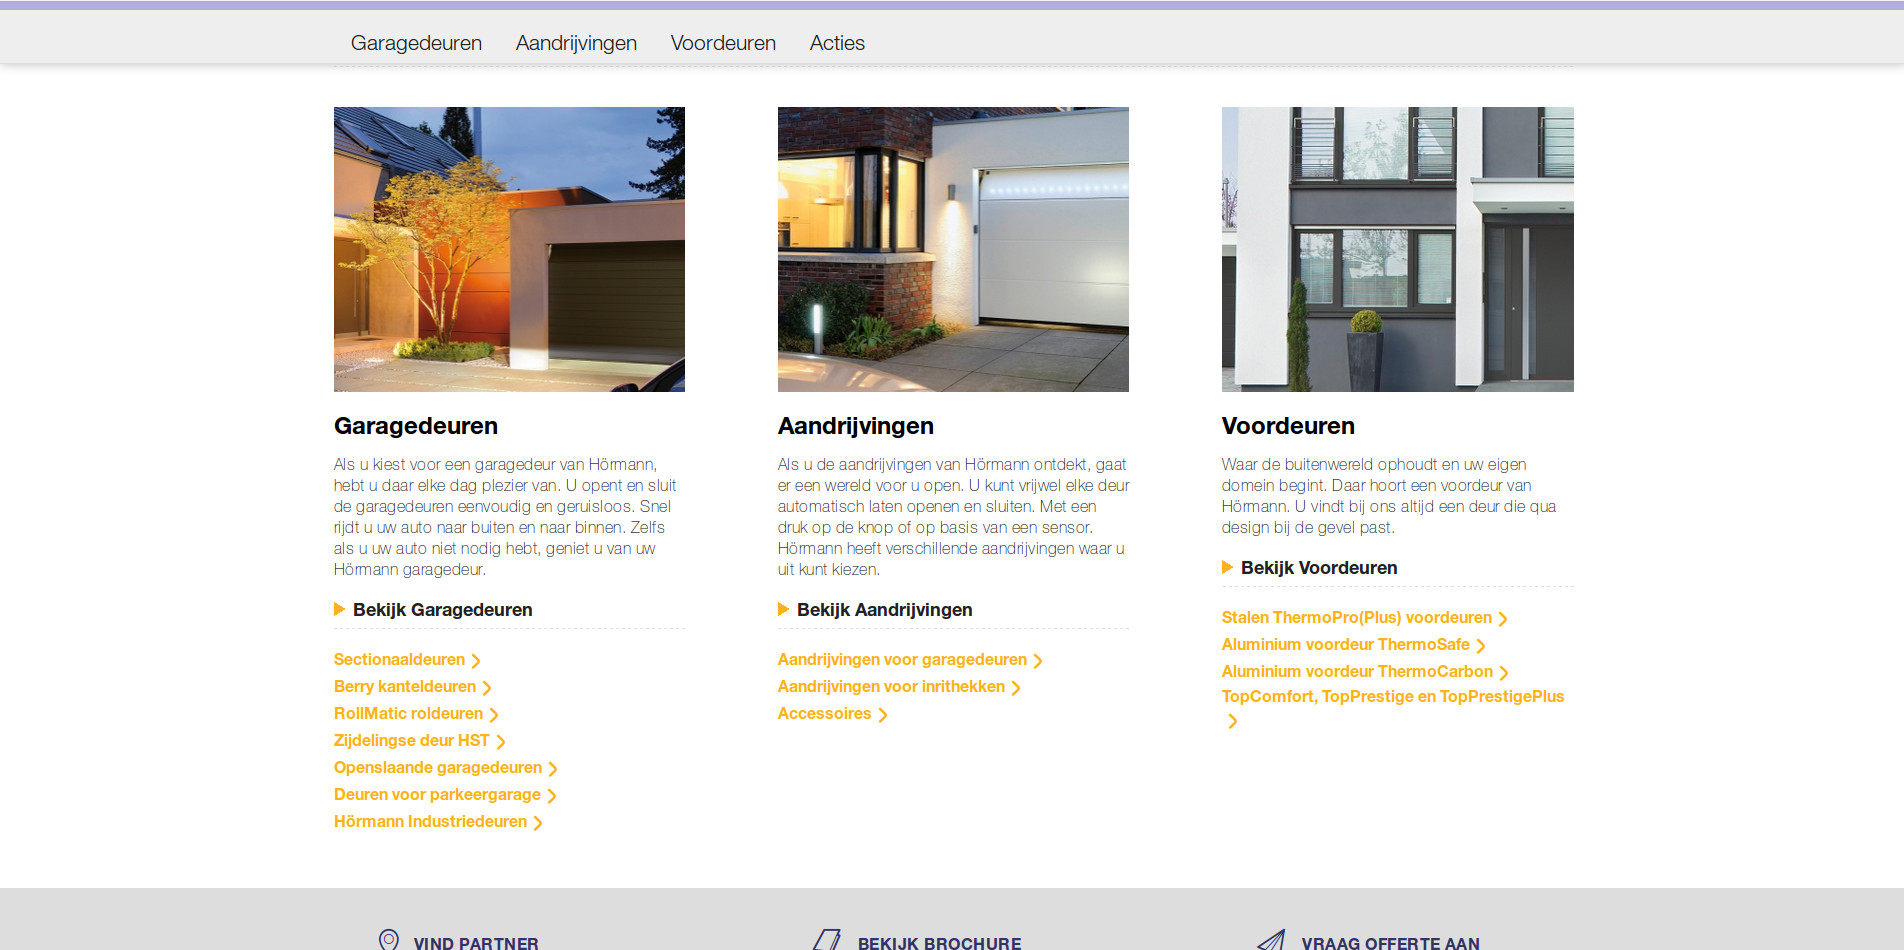 Garagedeuren Aandrijvingen Voordeuren Acties
Garagedeuren
Als u kiest voor een garagedeur van Hörmann,
hebt u daar elke dag plezier van. U opent en sluit
de garagedeuren eenvoudig en geruisloos. Snel
rijdt u uw auto naar buiten en naar binnen. Zelfs
als u uw auto niet nodig hebt, geniet u van uw
Hörmann garagedeur.
Bekijk Garagedeuren
Sectionaaldeuren
Berry kanteldeuren
RollMatic roldeuren
Zijdelingse deur HST
Openslaande garagedeuren
Deuren voor parkeergarage
Hörmann Industriedeuren
Aandrijvingen
Als u de aandrijvingen van Hörmann ontdekt, gaat
er een wereld voor u open. U kunt vrijwel elke deur
automatisch laten openen en sluiten. Met een
druk op de knop of op basis van een sensor.
Hörmann heeft verschillende aandrijvingen waar u
uit kunt kiezen.
Bekijk Aandrijvingen
Aandrijvingen voor garagedeuren
Aandrijvingen voor inrithekken
Accessoires
Voordeuren
Waar de buitenwereld ophoudt en uw eigen
domein begint. Daar hoort een voordeur van
Hörmann. U vindt bij ons altijd een deur die qua
design bij de gevel past.
Bekijk Voordeuren
Stalen ThermoPro(Plus) voordeuren
Aluminium voordeur ThermoSafe
Aluminium voordeur ThermoCarbon
TopComfort, TopPrestige en TopPrestigePlus
VIND PARTNER
BEKIJK BROCHURE
VRAAG OFFERTE AAN